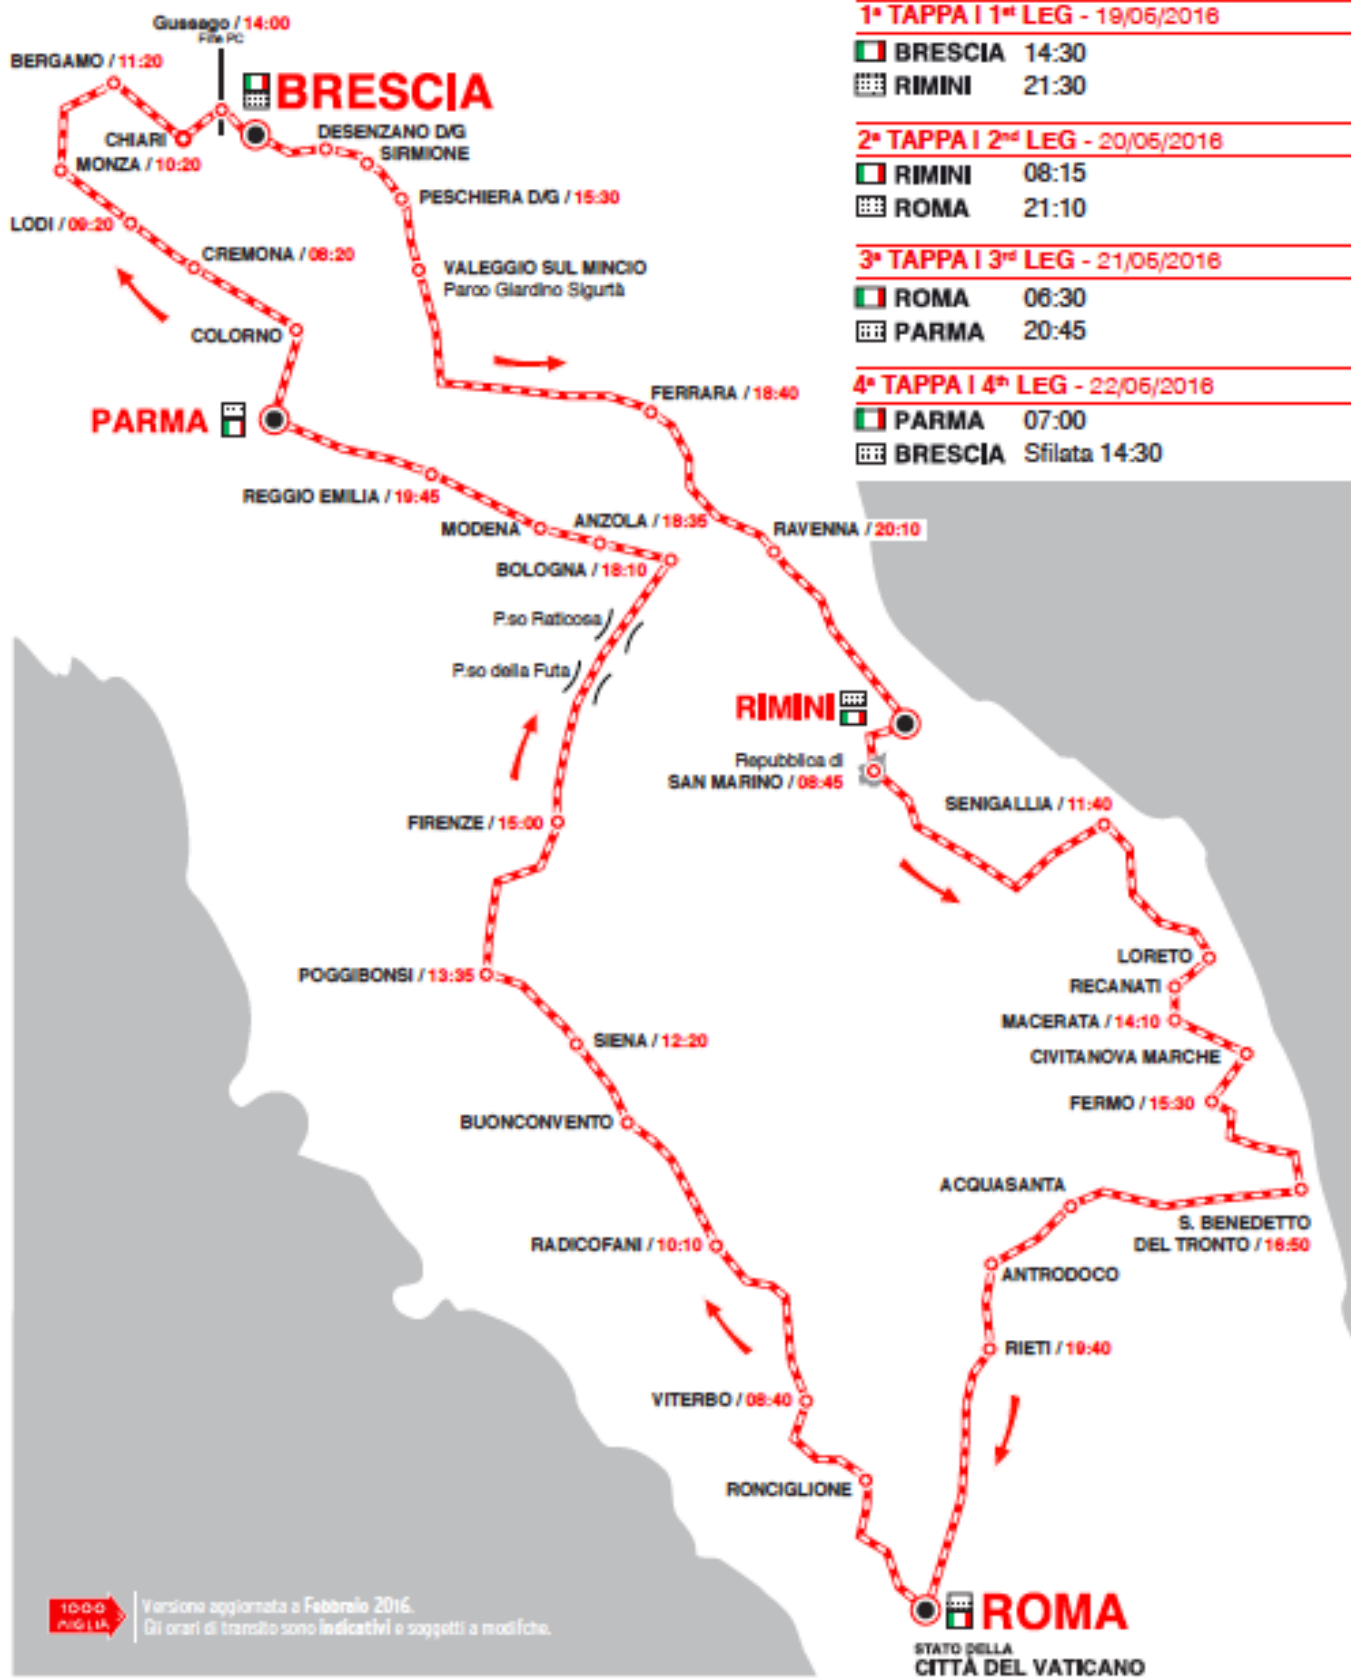 Gussago / 14:00
Fine PC
BERGAMO / 11:20
BRESCIA
CHIARI
MONZA / 10:20
DESENZANO D/G
SIRMIONE
PESCHIERA D/G / 15:30
LODI / 09:20
CREMONA / 08:20
VALEGGIO SUL MINCIO
Parco Giardino Sigurtà
COLORNO
PARMA
FERRARA / 18:40
REGGIO EMILIA / 19:45
MODENA
ANZOLA / 18:35
RAVENNA / 20:10
BOLOGNA / 18:10
P.so Raticosa
P.so della Futa
RIMINI
Repubblica di
SAN MARINO / 08:45
SENIGALLIA / 11:40
FIRENZE / 15:00
LORETO
RECANATI
POGGIBONSI / 13:35
MACERATA / 14:10
SIENA / 12:20
CIVITANOVA MARCHE
FERMO / 15:30
BUONCONVENTO
ACQUASANTA
S. BENEDETTO
DEL TRONTO / 16:50
RADICOFANI / 10:10
ANTRODOCO
RIETI / 19:40
VITERBO / 08:40
RONCIGLIONE
ROMA
STATO DELLA
CITTÀ DEL VATICANO
1ª TAPPA | 1st LEG - 19/05/2016
BRESCIA 14:30
RIMINI 21:30
2ª TAPPA | 2nd LEG - 20/05/2016
RIMINI 08:15
ROMA 21:10
3ª TAPPA | 3rd LEG - 21/05/2016
ROMA 06:30
PARMA 20:45
4ª TAPPA | 4th LEG - 22/05/2016
PARMA 07:00
BRESCIA Sfilata 14:30
1000
MIGLIA
Versione aggiornata a Febbraio 2016.
Gli orari di transito sono indicativi e soggetti a modifche.